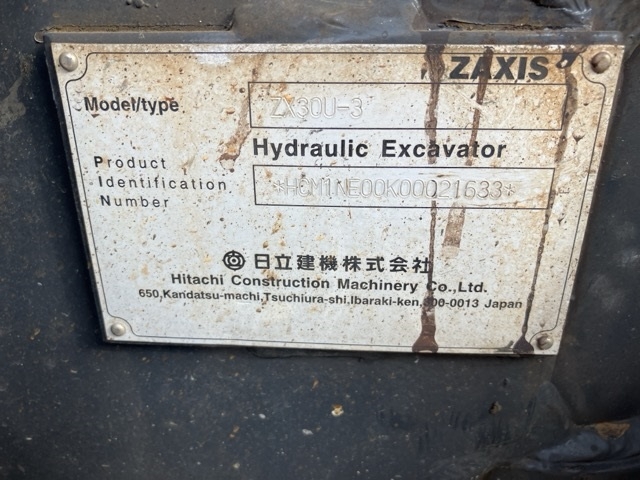 ZAXIS
Model/type ZX30U-3
Hydraulic Excavator
Product
Identification *HCM1NE00K00021633*
Number
日立建機株式会社
Hitachi Construction Machinery Co.,Ltd.
650,Kandatsu-machi,Tsuchiura-shi,Ibaraki-ken,300-0013 Japan